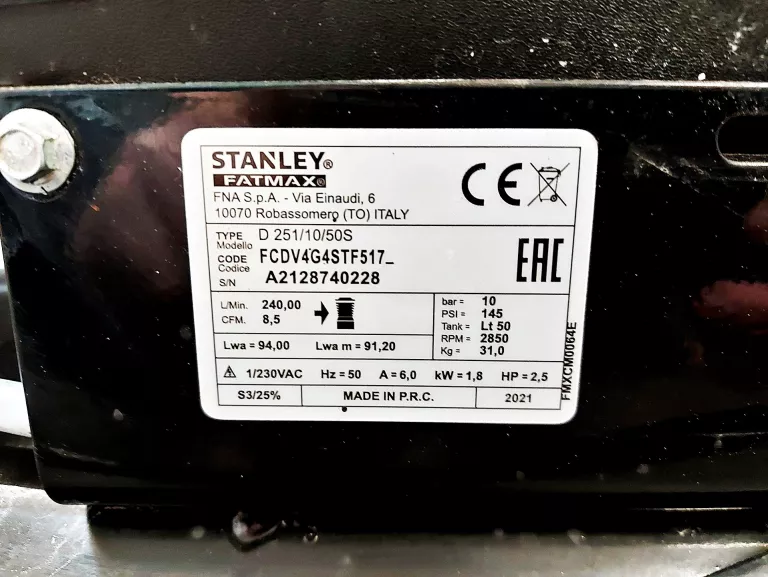 STANLEY®
FATMAX®
FNA S.p.A. - Via Einaudi, 6
10070 Robassomero (TO) ITALY
CE
TYPE D 251/10/50S
Modello
CODE FCDV4G4STF517_
Codice
S/N A2128740228
EAC
L/Min. 240,00
CFM. 8,5
bar = 10
PSI = 145
Tank = Lt 50
RPM = 2850
Kg = 31,0
Lwa = 94,00 Lwa m = 91,20
1/230VAC Hz = 50 A = 6,0 kW = 1,8 HP = 2,5
S3/25% MADE IN P.R.C. 2021
FMXCM0064E